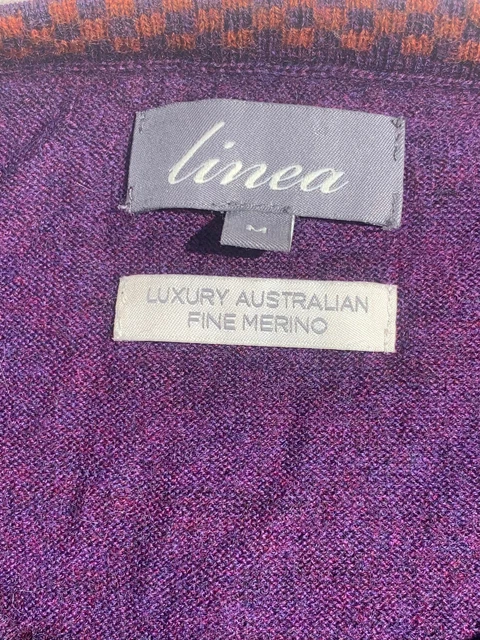 linea
M
LUXURY AUSTRALIAN
FINE MERINO